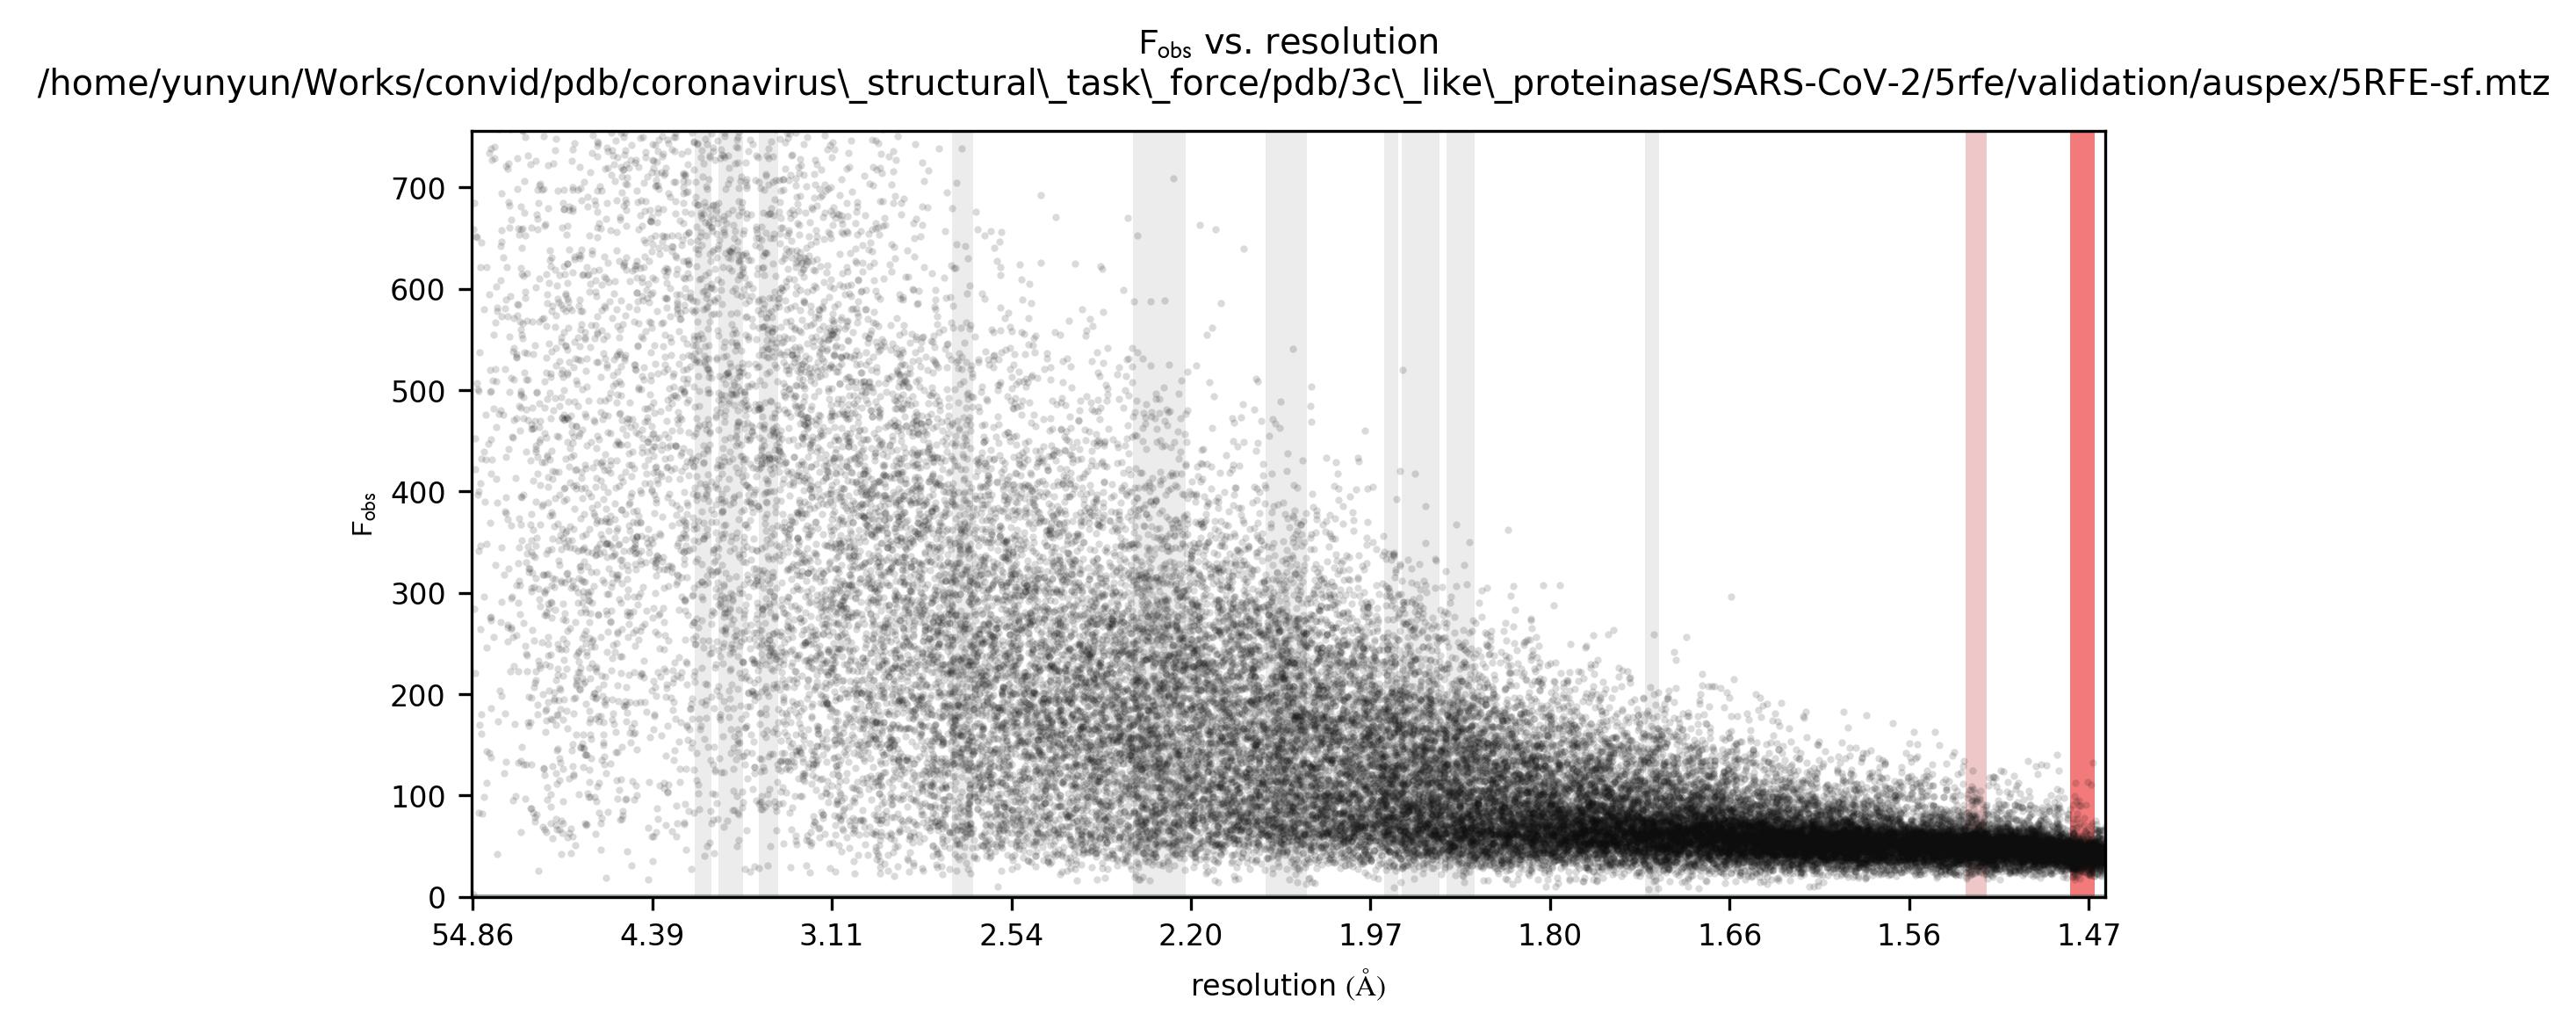 Fobs vs. resolution
/home/yunyun/Works/convid/pdb/coronavirus\_structural\_task\_force/pdb/3c\_like\_proteinase/SARS-CoV-2/5rfe/validation/auspex/5RFE-sf.mtz
700
600
500
400
300
200
100
0
Fobs
54.86 4.39 3.11 2.54 2.20 1.97 1.80 1.66 1.56 1.47
resolution (Å)